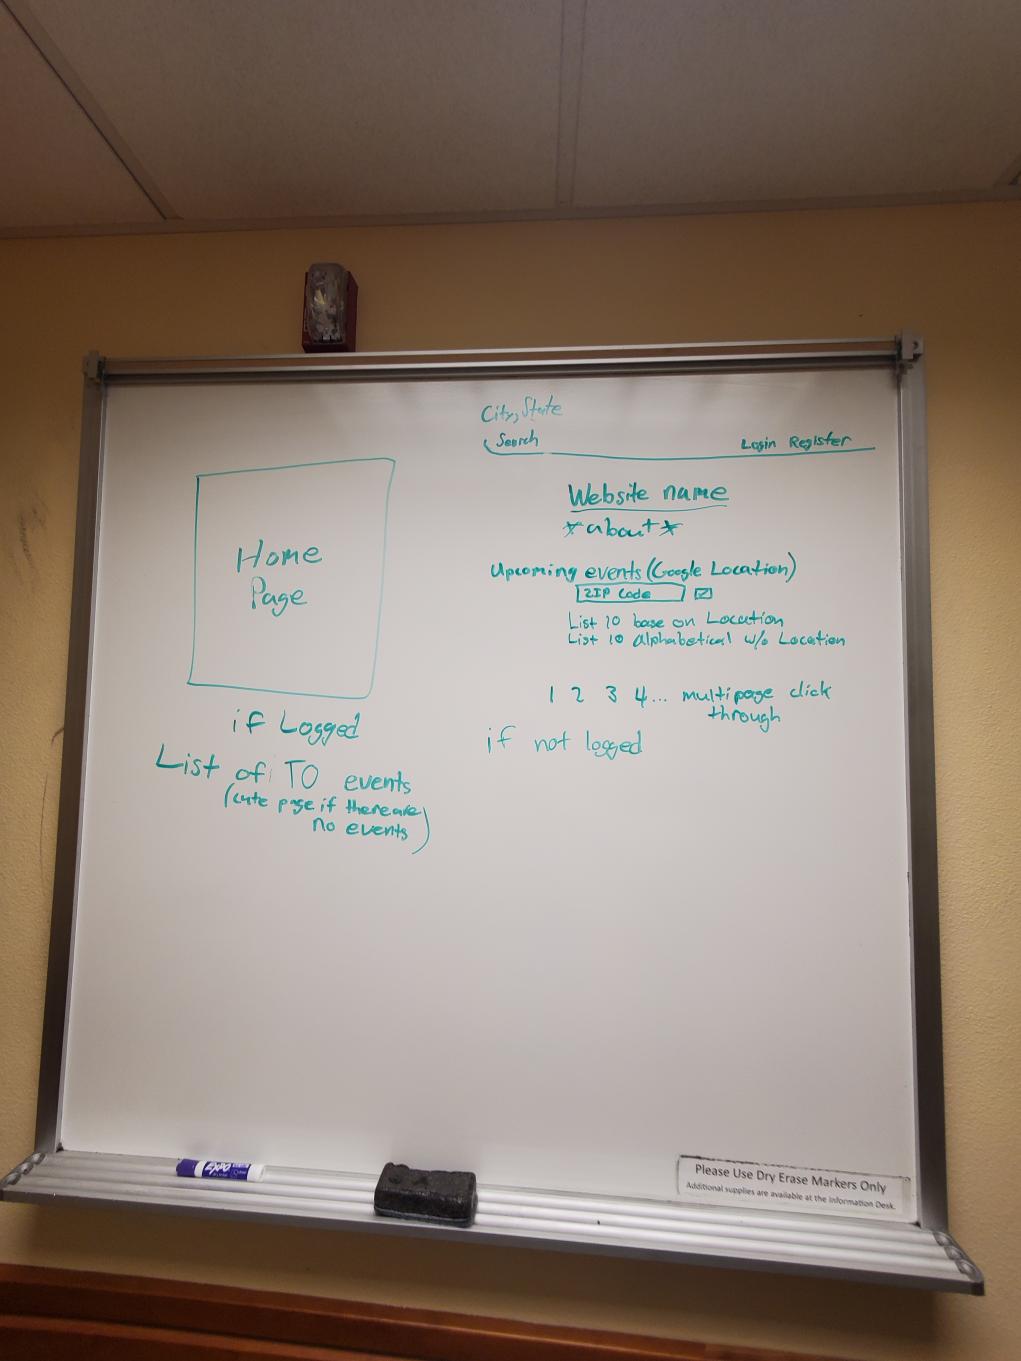 City, State
Search Login Register
Website name
*about*
Upcoming events (Google Location)
ZIP Code
List 10 base on Location
List 10 alphabetical w/o Location
1 2 3 4... multipage click
through
if not logged
Home
Page
if Logged
List of TO events
(cute page if there are
no events)
EXPO
Please Use Dry Erase Markers Only
Additional supplies are available at the Information Desk.